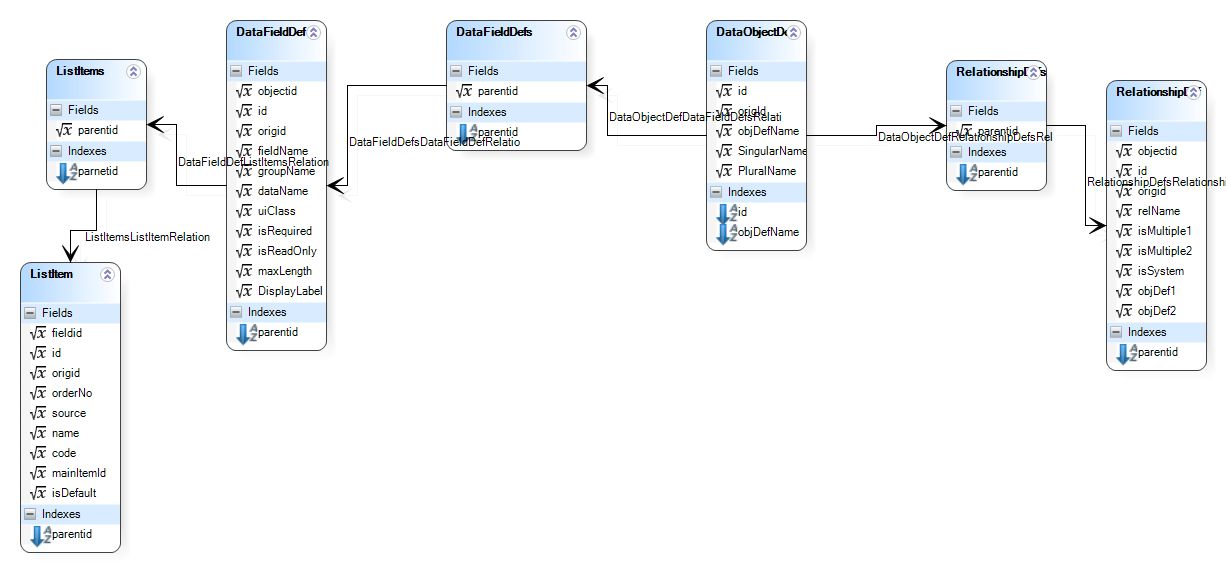 ListItems
Fields
parentid
Indexes
parnetid
ListItemsListItemRelation
ListItem
Fields
fieldid
id
origid
orderNo
source
name
code
mainItemId
isDefault
Indexes
parentid
DataFieldDef
Fields
objectid
id
origid
fieldName
DataFieldDefListItemsRelation
groupName
dataName
uiClass
isRequired
isReadOnly
maxLength
DisplayLabel
Indexes
parentid
DataFieldDefs
Fields
parentid
Indexes
parentid
DataFieldDefsDataFieldDefRelatio
DataObjectDe
Fields
id
origId
DataObjectDefDataFieldDefsRelati
objDefName
SingularName
PluralName
Indexes
id
objDefName
RelationshipDefs
Fields
parentid
DataObjectDefRelationshipDefsRel
Indexes
parentid
RelationshipDef
Fields
objectid
id
RelationshipDefsRelationshi
origid
relName
isMultiple1
isMultiple2
isSystem
objDef1
objDef2
Indexes
parentid